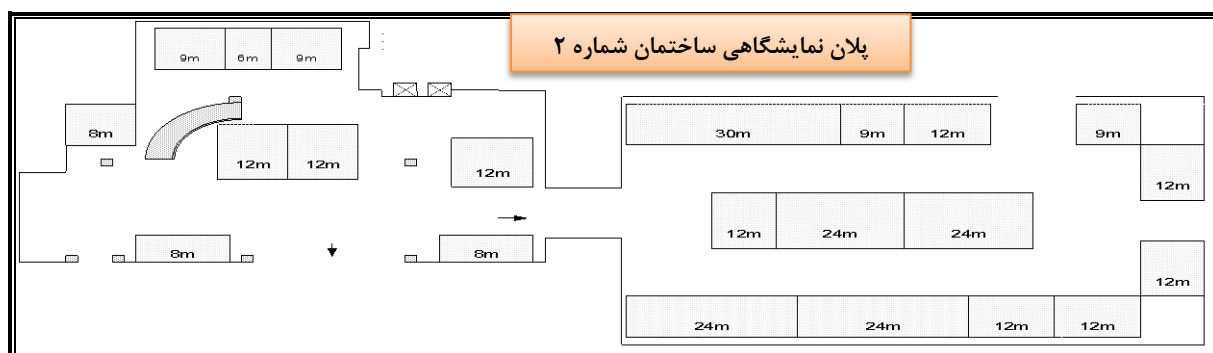 پلان نمایشگاهی ساختمان شماره ۲
9m 6m 9m
8m
12m 12m
12m
8m
8m
30m 9m 12m 9m
12m
12m 24m 24m
12m
24m 24m 12m 12m